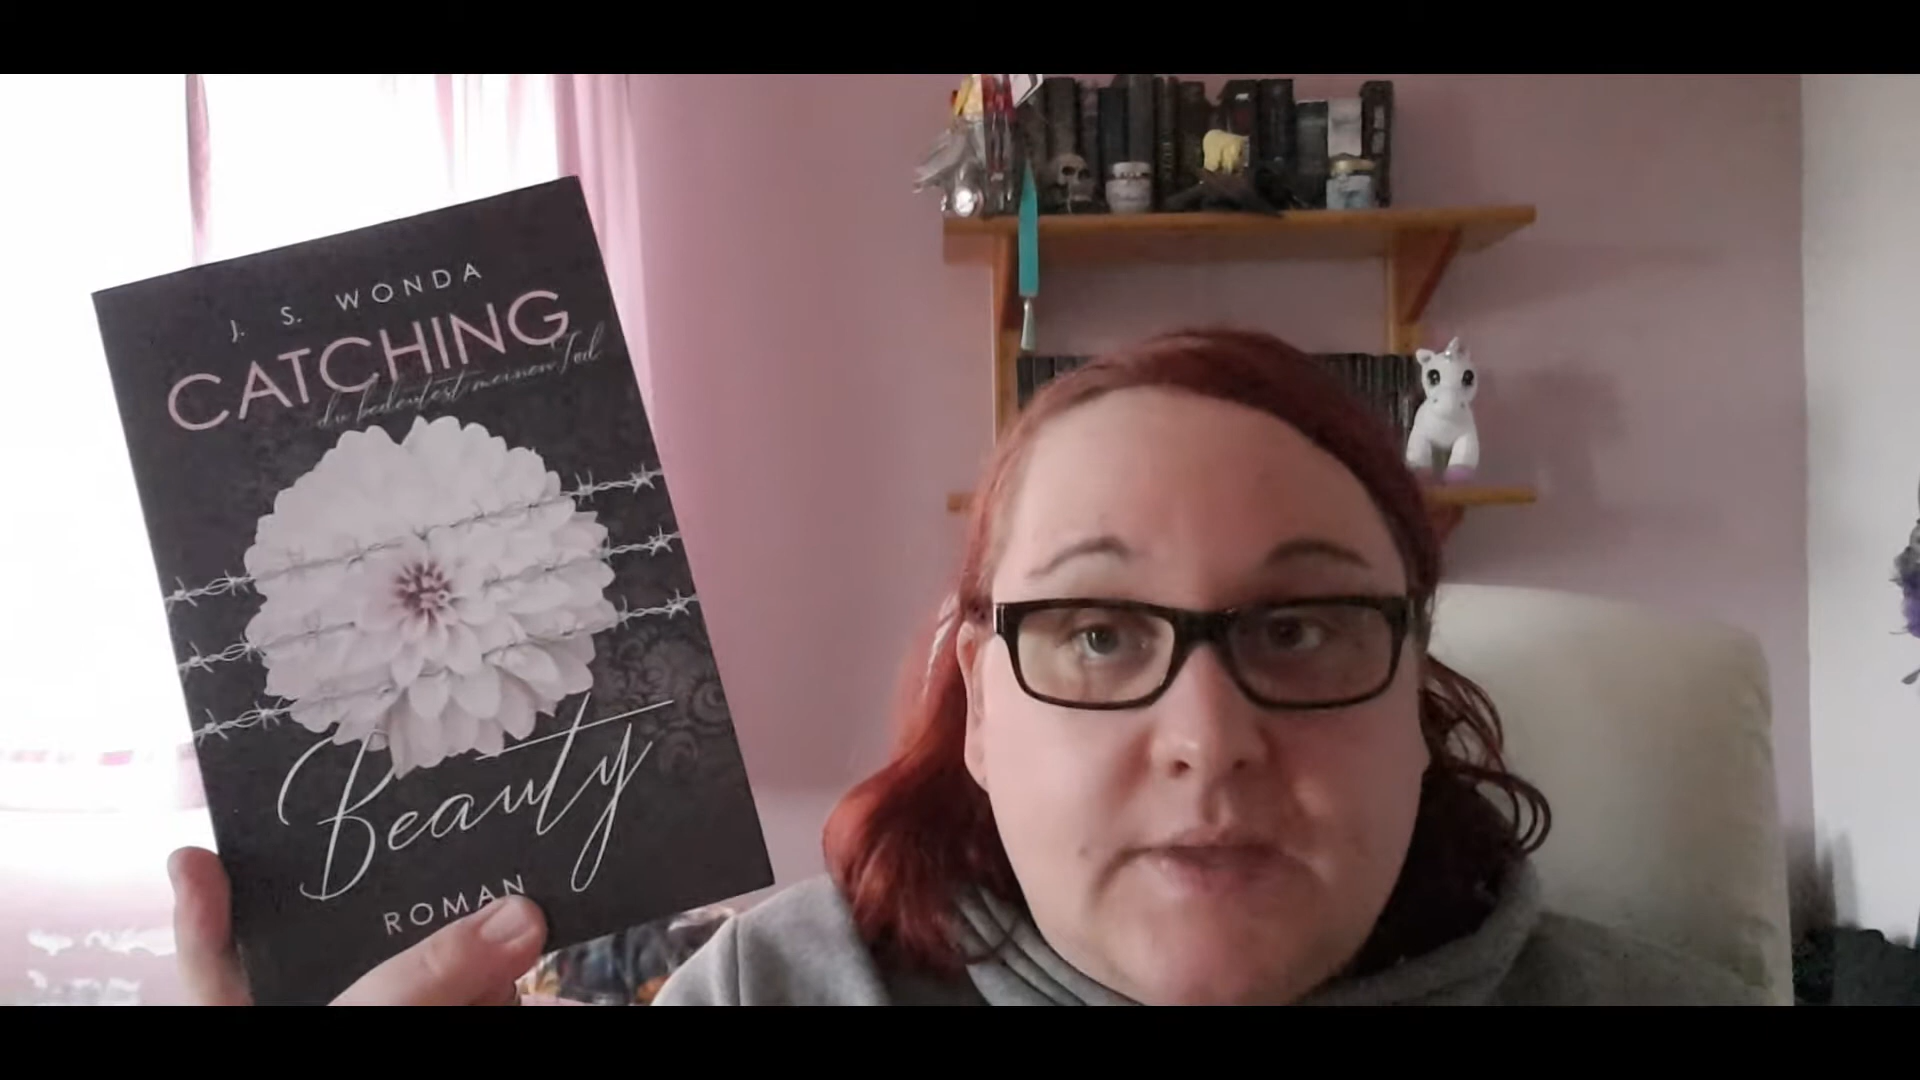 J. S. WONDA
CATCHING
du bedeutest meinen Tod
Beauty
ROMAN